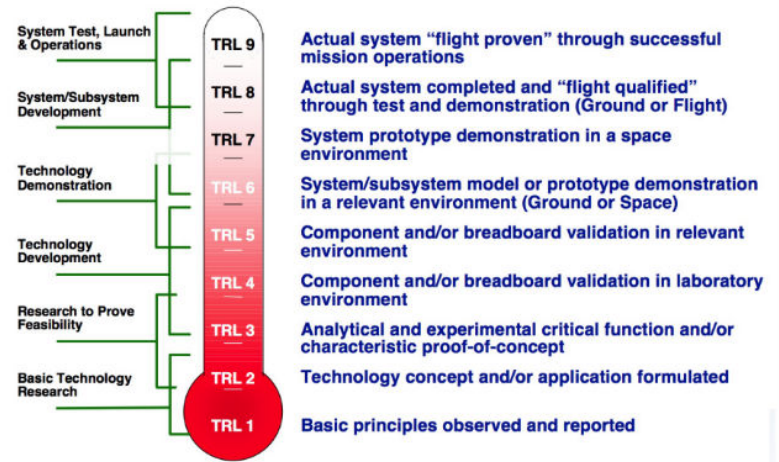 System Test, Launch
& Operations
System/Subsystem
Development
Technology
Demonstration
Technology
Development
Research to Prove
Feasibility
Basic Technology
Research
TRL 9
TRL 8
TRL 7
TRL 6
TRL 5
TRL 4
TRL 3
TRL 2
TRL 1
Actual system “flight proven” through successful
mission operations
Actual system completed and “flight qualified”
through test and demonstration (Ground or Flight)
System prototype demonstration in a space
environment
System/subsystem model or prototype demonstration
in a relevant environment (Ground or Space)
Component and/or breadboard validation in relevant
environment
Component and/or breadboard validation in laboratory
environment
Analytical and experimental critical function and/or
characteristic proof-of-concept
Technology concept and/or application formulated
Basic principles observed and reported